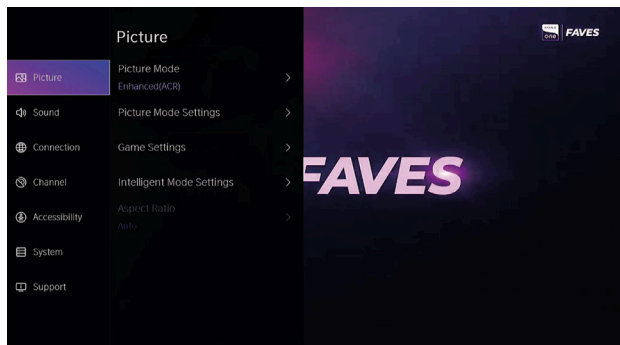 Picture
Picture
Sound
Connection
Channel
Accessibility
System
Support
Picture Mode
Enhanced(ACR)
Picture Mode Settings
Game Settings
Intelligent Mode Settings
Aspect Ratio
Auto
one
FAVES
FAVES